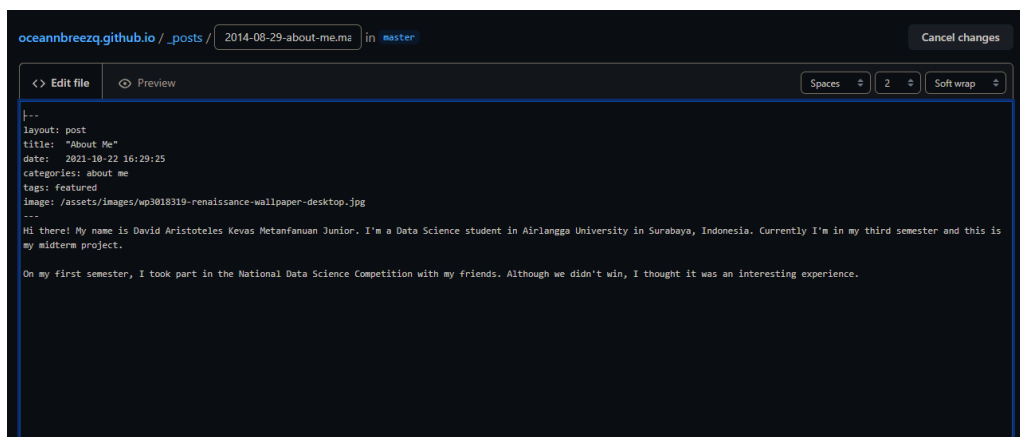 oceannbreezq.github.io / _posts / 2014-08-29-about-me.ma in master Cancel changes
<> Edit file Preview Spaces 2 Soft wrap
---
layout: post
title: "About Me"
date: 2021-10-22 16:29:25
categories: about me
tags: featured
image: /assets/images/wp3018319-renaissance-wallpaper-desktop.jpg
---
Hi there! My name is David Aristoteles Kevas Metanfanuan Junior. I'm a Data Science student in Airlangga University in Surabaya, Indonesia. Currently I'm in my third semester and this is
my midterm project.
On my first semester, I took part in the National Data Science Competition with my friends. Although we didn't win, I thought it was an interesting experience.